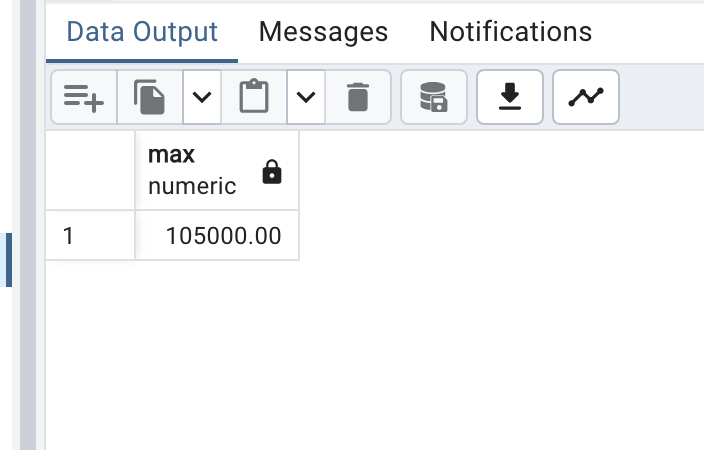 Data Output Messages Notifications
max
numeric
1 105000.00